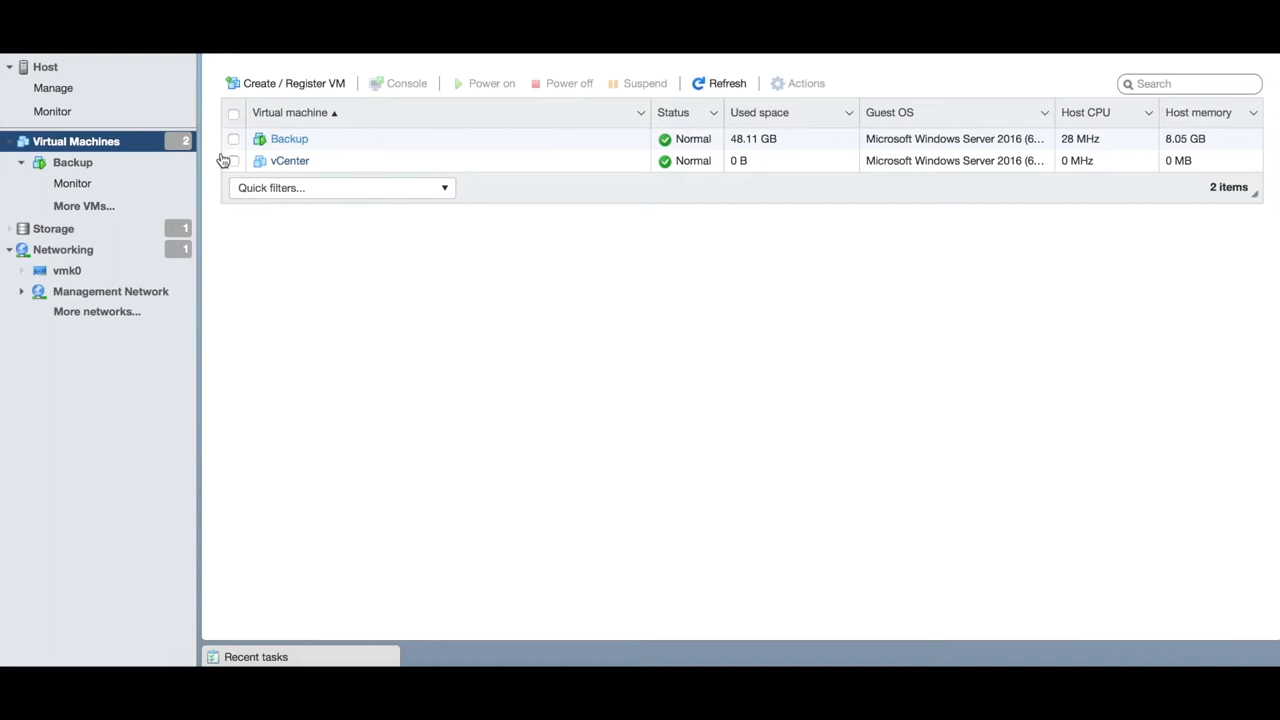 Host
Manage
Monitor
Virtual Machines 2
Backup
Monitor
More VMs...
Storage 1
Networking 1
vmk0
Management Network
More networks...
Create / Register VM Console Power on Power off Suspend Refresh Actions Search
Virtual machine Status Used space Guest OS Host CPU Host memory
Backup Normal 48.11 GB Microsoft Windows Server 2016 (6... 28 MHz 8.05 GB
vCenter Normal 0 B Microsoft Windows Server 2016 (6... 0 MHz 0 MB
Quick filters... 2 items
Recent tasks